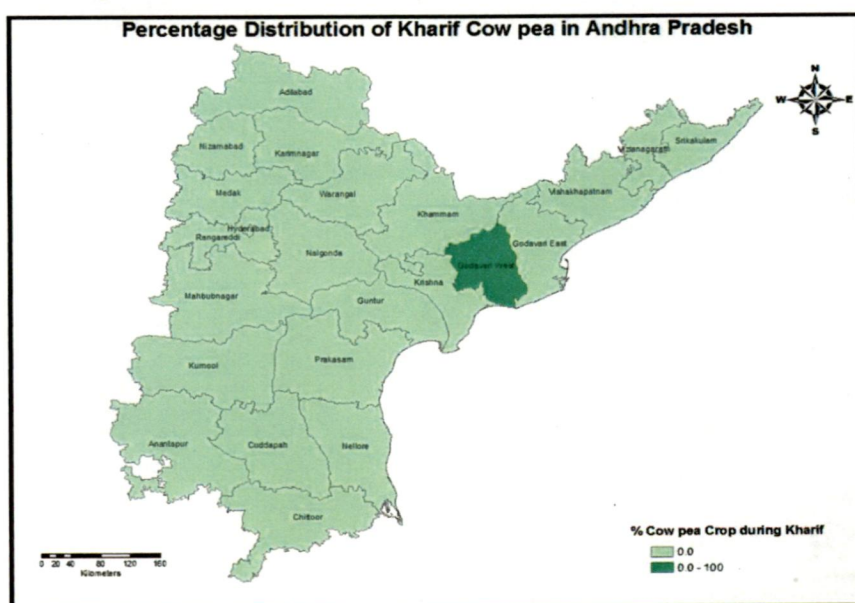 Percentage Distribution of Kharif Cow pea in Andhra Pradesh
N
W E
S
Adilabad
Nizamabad
Karimnagar
Vizianagaram
Srikakulam
Medak
Warangal
Vishakhapatnam
Khammam
Hyderabad
Rangareddi
Nalgonda
Godavari East
Godavari West
Krishna
Mahbubnagar
Guntur
Kurnool
Prakasam
Anantapur
Cuddapah
Nellore
Chittoor
% Cow pea Crop during Kharif
0.0
0.0 - 100
0 20 40 80 120 160
Kilometers